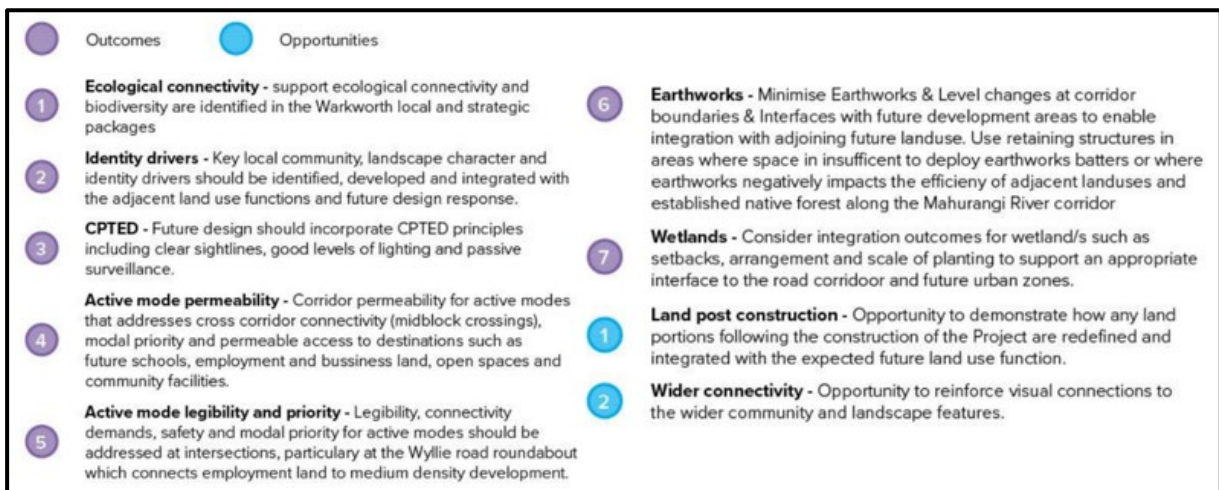 Outcomes
Opportunities
1
Ecological connectivity - support ecological connectivity and
biodiversity are identified in the Warkworth local and strategic
packages
2
Identity drivers - Key local community, landscape character and
identity drivers should be identified, developed and integrated with
the adjacent land use functions and future design response.
3
CPTED - Future design should incorporate CPTED principles
including clear sightlines, good levels of lighting and passive
surveillance.
4
Active mode permeability - Corridor permeability for active modes
that addresses cross corridor connectivity (midblock crossings),
modal priority and permeable access to destinations such as
future schools, employment and bussiness land, open spaces and
community facilities.
5
Active mode legibility and priority - Legibility, connectivity
demands, safety and modal priority for active modes should be
addressed at intersections, particulary at the Wyllie road roundabout
which connects employment land to medium density development.
6
Earthworks - Minimise Earthworks & Level changes at corridor
boundaries & Interfaces with future development areas to enable
integration with adjoining future landuse. Use retaining structures in
areas where space in insufficent to deploy earthworks batters or where
earthworks negatively impacts the efficieny of adjacent landuses and
established native forest along the Mahurangi River corridor
7
Wetlands - Consider integration outcomes for wetland/s such as
setbacks, arrangement and scale of planting to support an appropriate
interface to the road corridoor and future urban zones.
1
Land post construction - Opportunity to demonstrate how any land
portions following the construction of the Project are redefined and
integrated with the expected future land use function.
2
Wider connectivity - Opportunity to reinforce visual connections to
the wider community and landscape features.